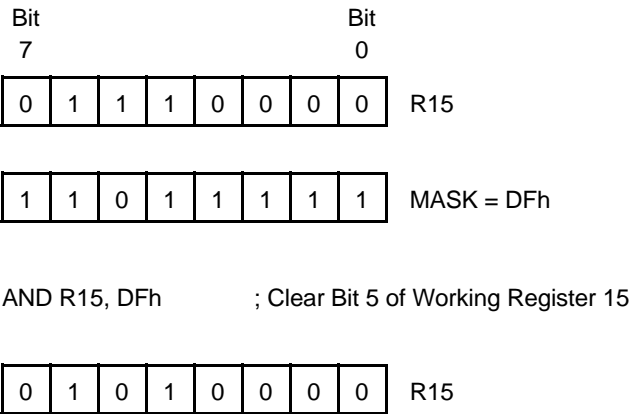 Bit Bit
7 0
0 1 1 1 0 0 0 0 R15
1 1 0 1 1 1 1 1 MASK = DFh
AND R15, DFh ; Clear Bit 5 of Working Register 15
0 1 0 1 0 0 0 0 R15